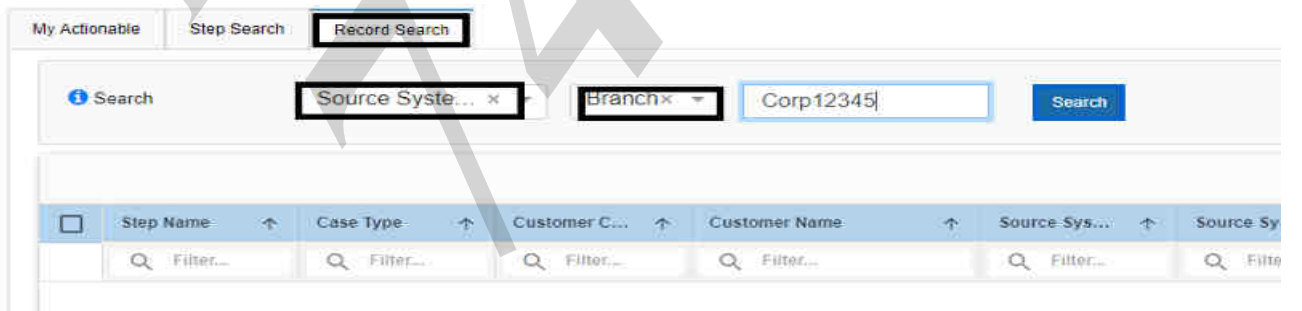 My Actionable Step Search Record Search
Search Source Syste... × Branch× Corp12345 Search
Step Name Case Type Customer C... Customer Name Source Sys... Source Sy
Filter... Filter... Filter... Filter... Filter... Filte